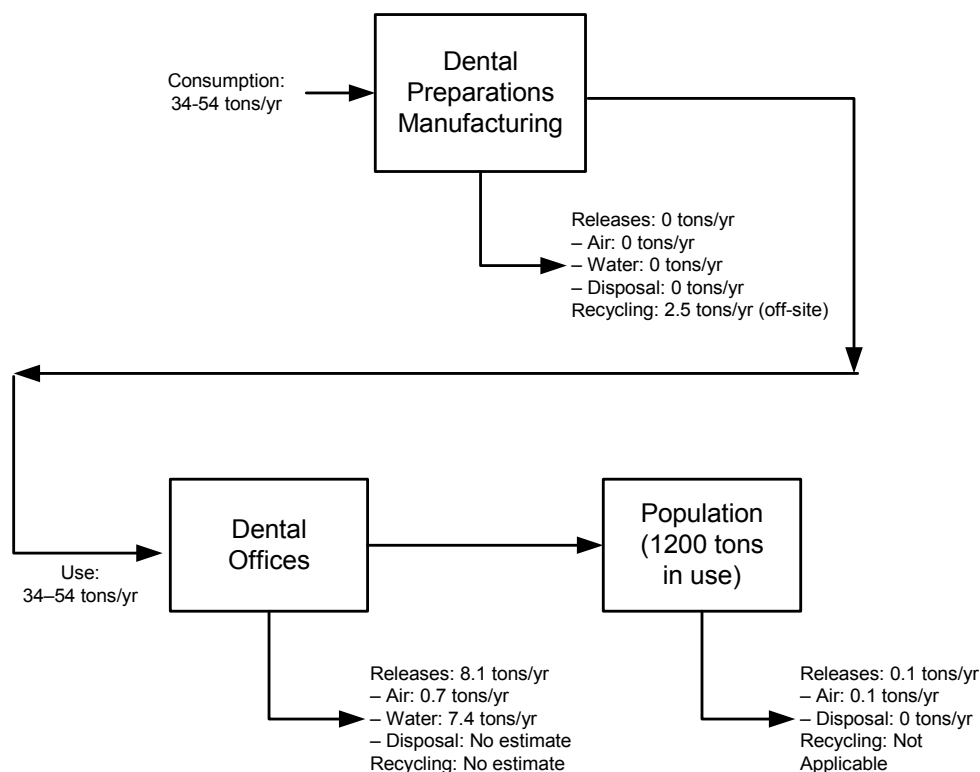 Consumption:
34-54 tons/yr
Dental
Preparations
Manufacturing
Releases: 0 tons/yr
– Air: 0 tons/yr
– Water: 0 tons/yr
– Disposal: 0 tons/yr
Recycling: 2.5 tons/yr (off-site)
Use:
34–54 tons/yr
Dental
Offices
Population
(1200 tons
in use)
Releases: 8.1 tons/yr
– Air: 0.7 tons/yr
– Water: 7.4 tons/yr
– Disposal: No estimate
Recycling: No estimate
Releases: 0.1 tons/yr
– Air: 0.1 tons/yr
– Disposal: 0 tons/yr
Recycling: Not
Applicable